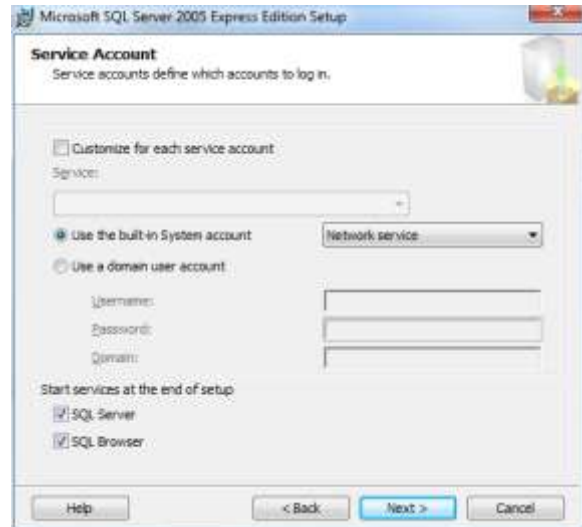 Microsoft SQL Server 2005 Express Edition Setup
Service Account
Service accounts define which accounts to log in.
Customize for each service account
Service:
Use the built-in System account
Network service
Use a domain user account
Username:
Password:
Domain:
Start services at the end of setup
SQL Server
SQL Browser
Help
< Back
Next >
Cancel